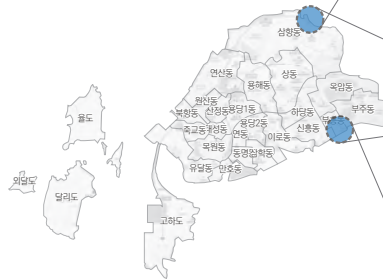 삼향동
연산동
용해동
상동
옥암동
원산동
부주동
율도
북항동
산정동
용당1동
하당동
용당2동
신흥동
죽교동
대성동
연동
이로동
목원동
동명동
삼학동
외달도
유달동
만호동
달리도
고하도